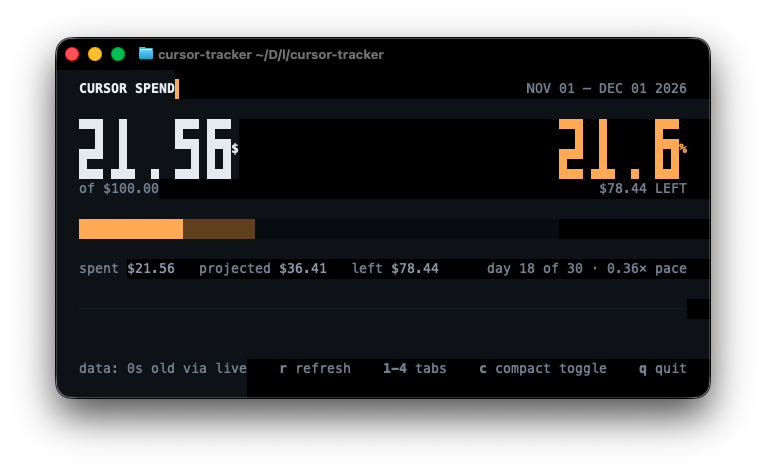 cursor-tracker ~/D/l/cursor-tracker
CURSOR SPEND NOV 01 — DEC 01 2026
21.56$ 21.6%
of $100.00 $78.44 LEFT
spent $21.56 projected $36.41 left $78.44 day 18 of 30 · 0.36× pace
data: 0s old via live r refresh 1–4 tabs c compact toggle q quit